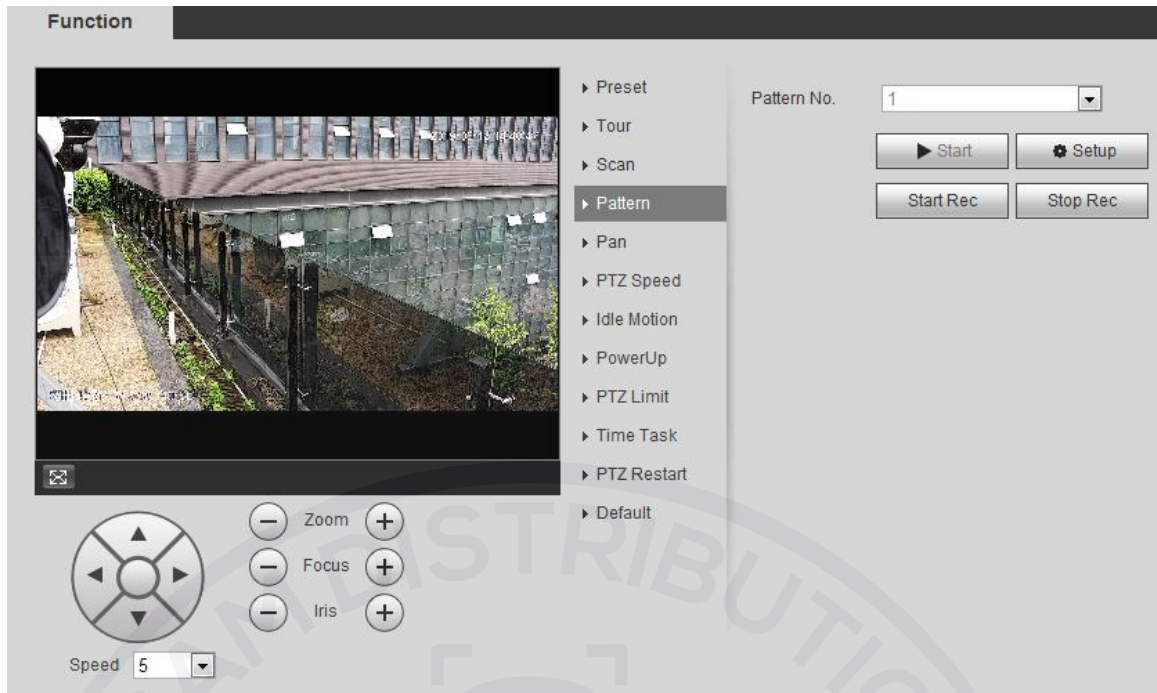 Function
Preset
Tour
Scan
Pattern
Pan
PTZ Speed
Idle Motion
PowerUp
PTZ Limit
Time Task
PTZ Restart
Default
Pattern No.
1
Start
Setup
Start Rec
Stop Rec
Zoom
Focus
Iris
Speed
5
DISTRIBUTIO